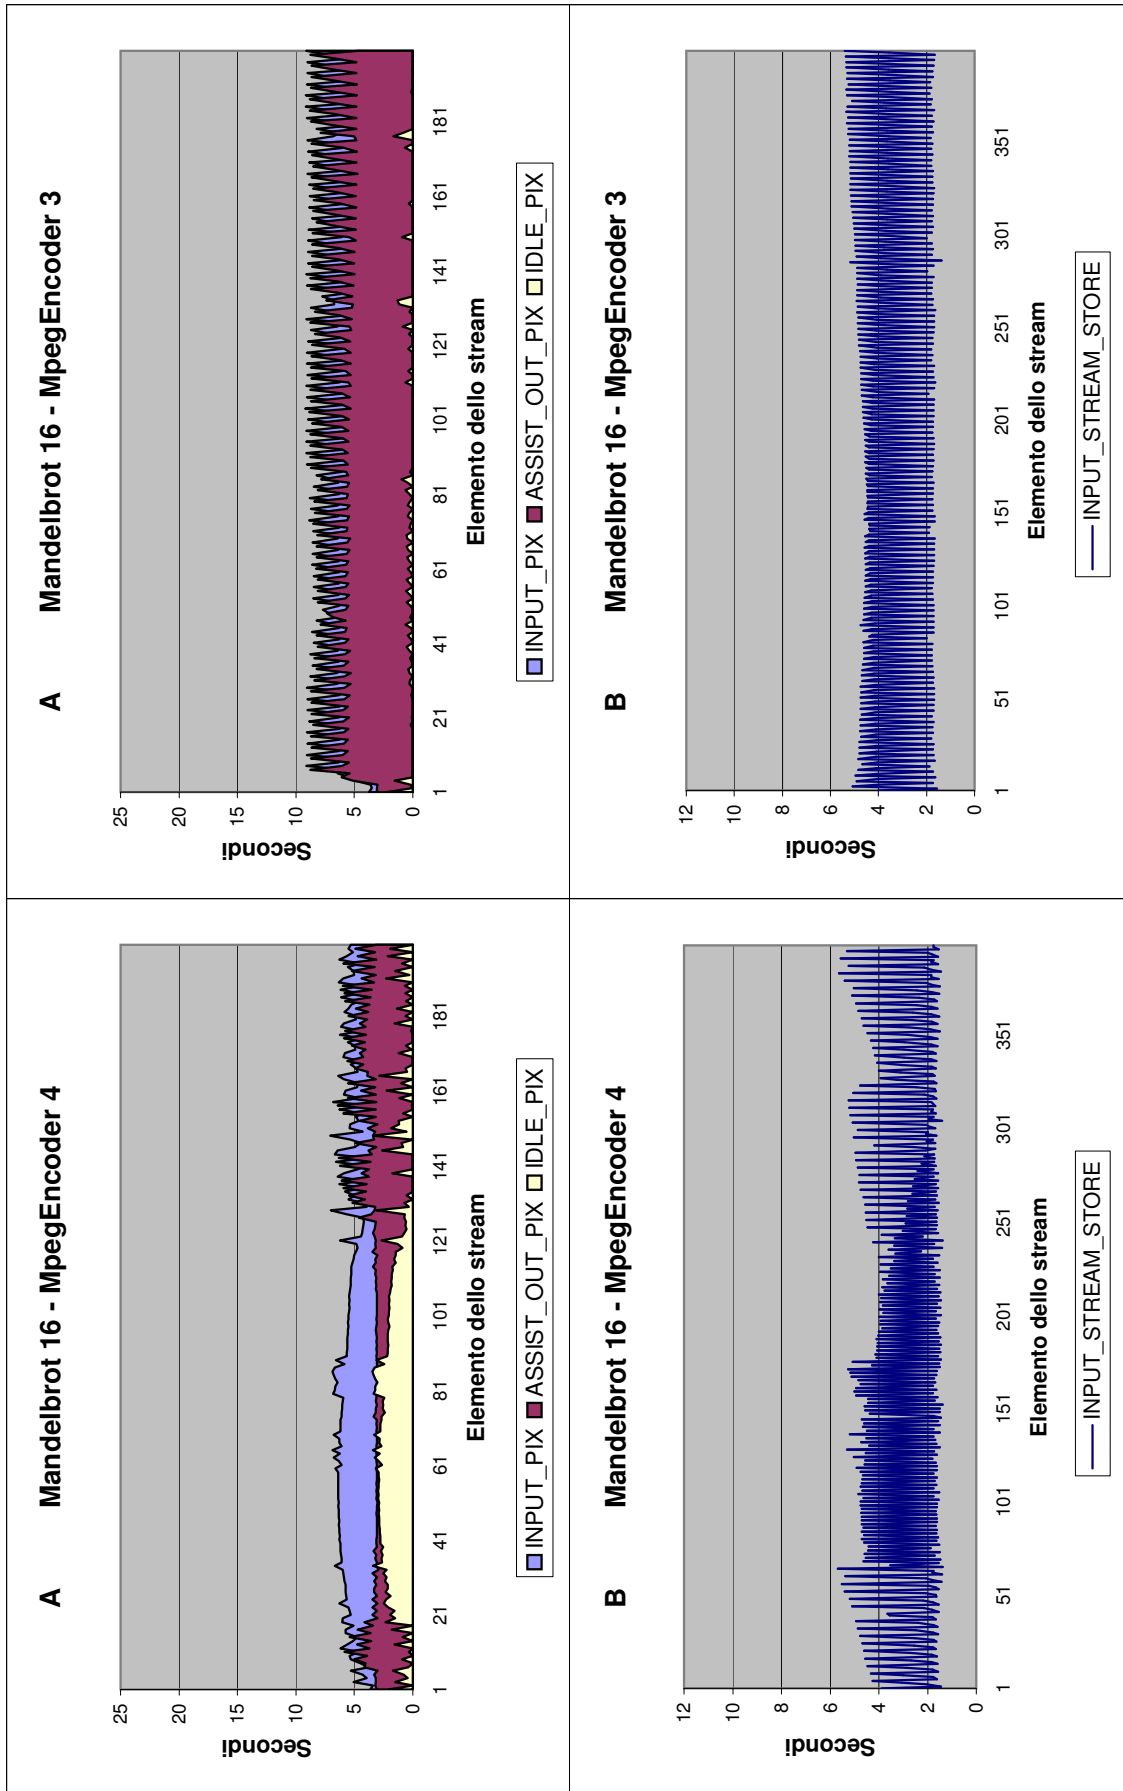 A Mandelbrot 16 - MpegEncoder 4
Secondi
25
20
15
10
5
0
1 21 41 61 81 101 121 141 161 181
Elemento dello stream
INPUT_PIX ASSIST_OUT_PIX IDLE_PIX
A Mandelbrot 16 - MpegEncoder 3
Secondi
25
20
15
10
5
0
1 21 41 61 81 101 121 141 161 181
Elemento dello stream
INPUT_PIX ASSIST_OUT_PIX IDLE_PIX
B Mandelbrot 16 - MpegEncoder 4
Secondi
12
10
8
6
4
2
0
1 51 101 151 201 251 301 351
Elemento dello stream
INPUT_STREAM_STORE
B Mandelbrot 16 - MpegEncoder 3
Secondi
12
10
8
6
4
2
0
1 51 101 151 201 251 301 351
Elemento dello stream
INPUT_STREAM_STORE